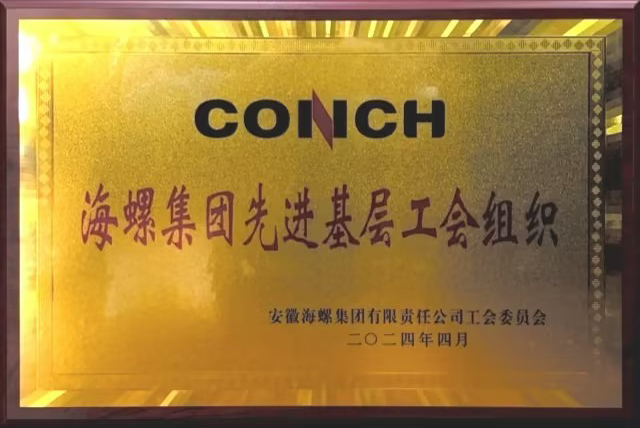 CONCH
海螺集团先进基层工会组织
安徽海螺集团有限责任公司工会委员会
二〇二四年四月